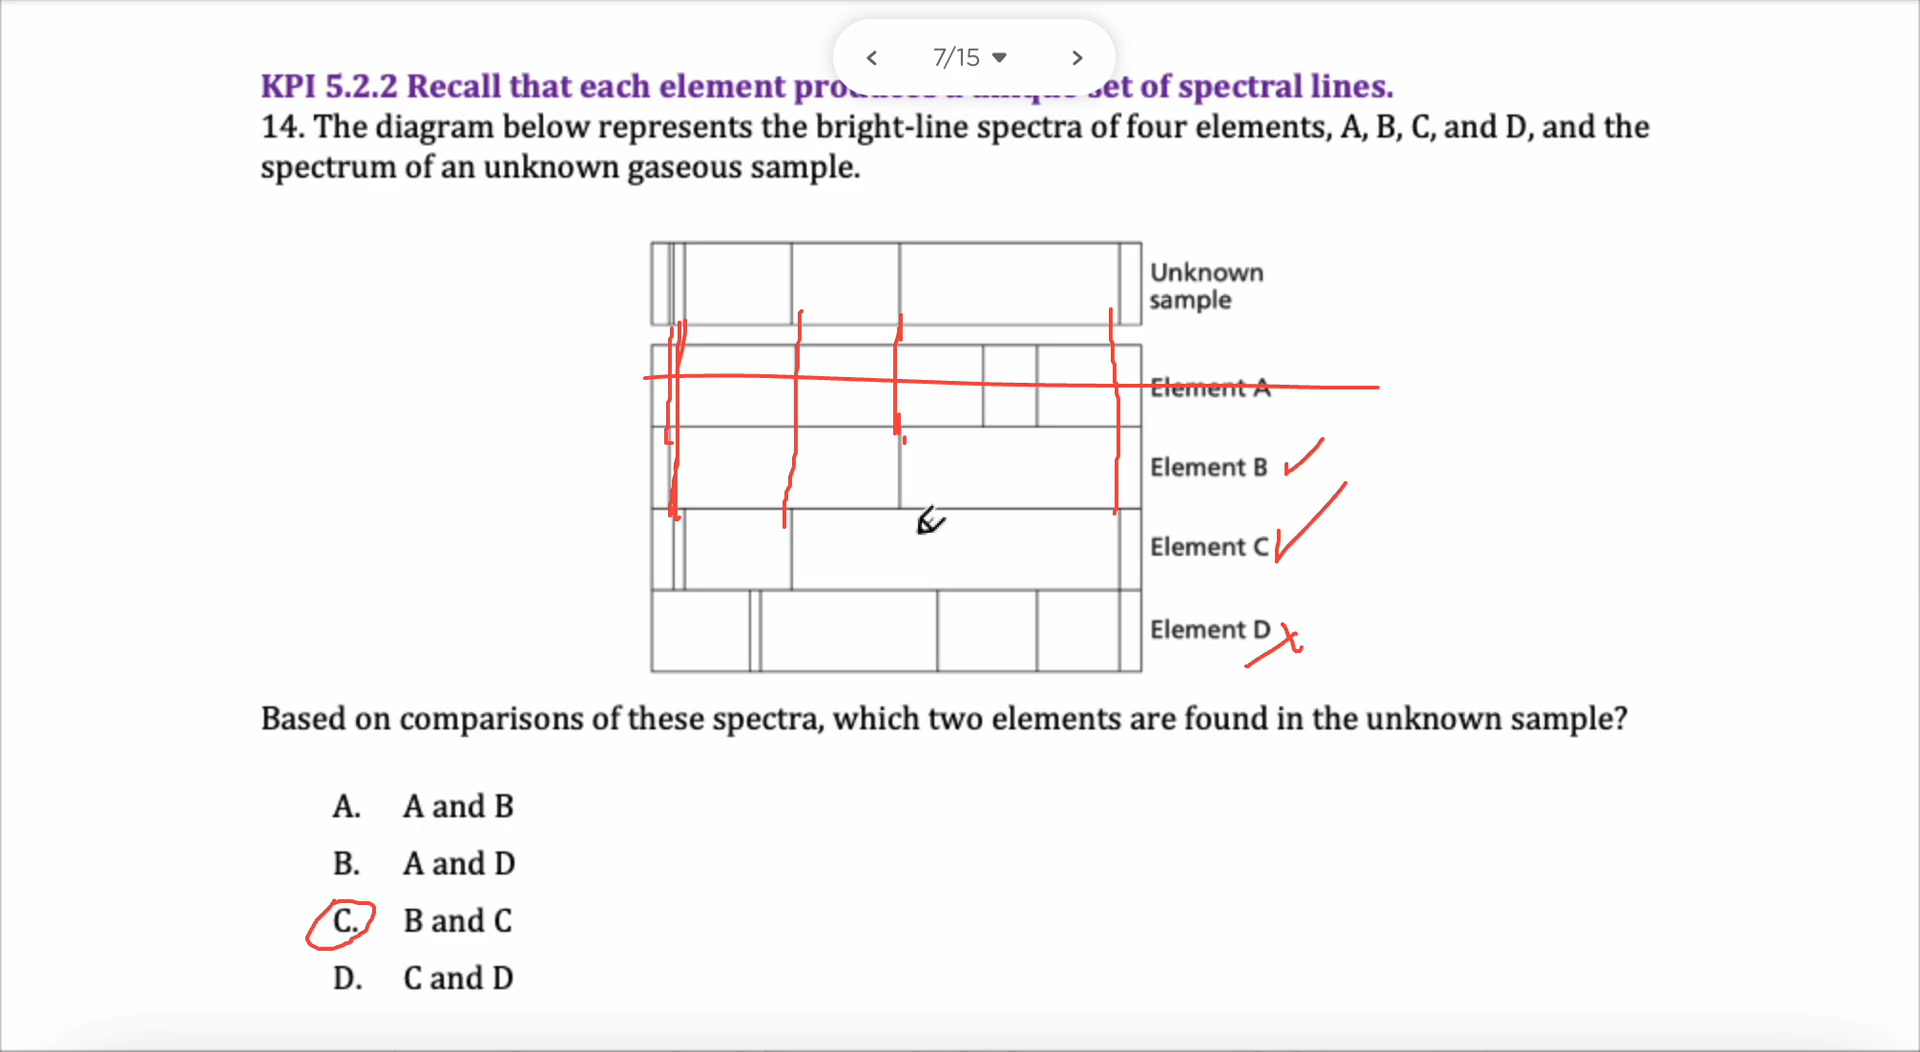 7/15
KPI 5.2.2 Recall that each element set of spectral lines.
14. The diagram below represents the bright-line spectra of four elements, A, B, C, and D, and the
spectrum of an unknown gaseous sample.
Unknown
sample
Element A
Element B
Element C
Element D
Based on comparisons of these spectra, which two elements are found in the unknown sample?
A. A and B
B. A and D
C. B and C
D. C and D